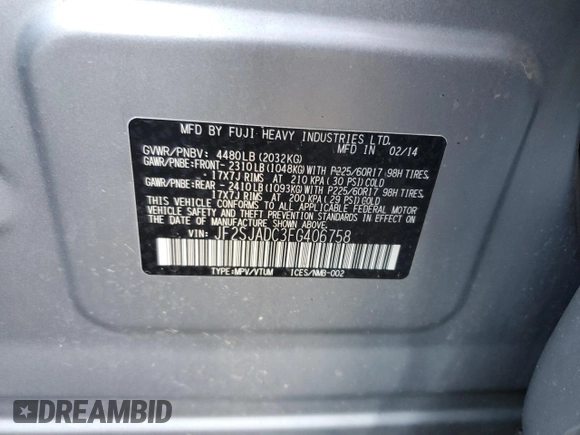 MFD BY FUJI HEAVY INDUSTRIES LTD.
MFD IN 02/14
GVWR/PNBV: 4480LB(2032KG)
GAWR/PNBE:FRONT-2310LB(1048KG)WITH P225/60R17 98H TIRES,
17X7J RIMS AT 210 KPA(30 PSI)COLD
GAWR/PNBE:REAR -2410LB(1093KG)WITH P225/60R17 98H TIRES,
17X7J RIMS AT 200 KPA(29 PSI)COLD
THIS VEHICLE CONFORMS TO ALL APPLICABLE FEDERAL MOTOR
VEHICLE SAFETY AND THEFT PREVENTION STANDARDS IN EFFECT ON
THE DATE OF MANUFACTURE SHOWN ABOVE.
VIN: JF2SJADC3FG406758
TYPE:MPV/VTUM ICES/NMB-002
DREAMBID